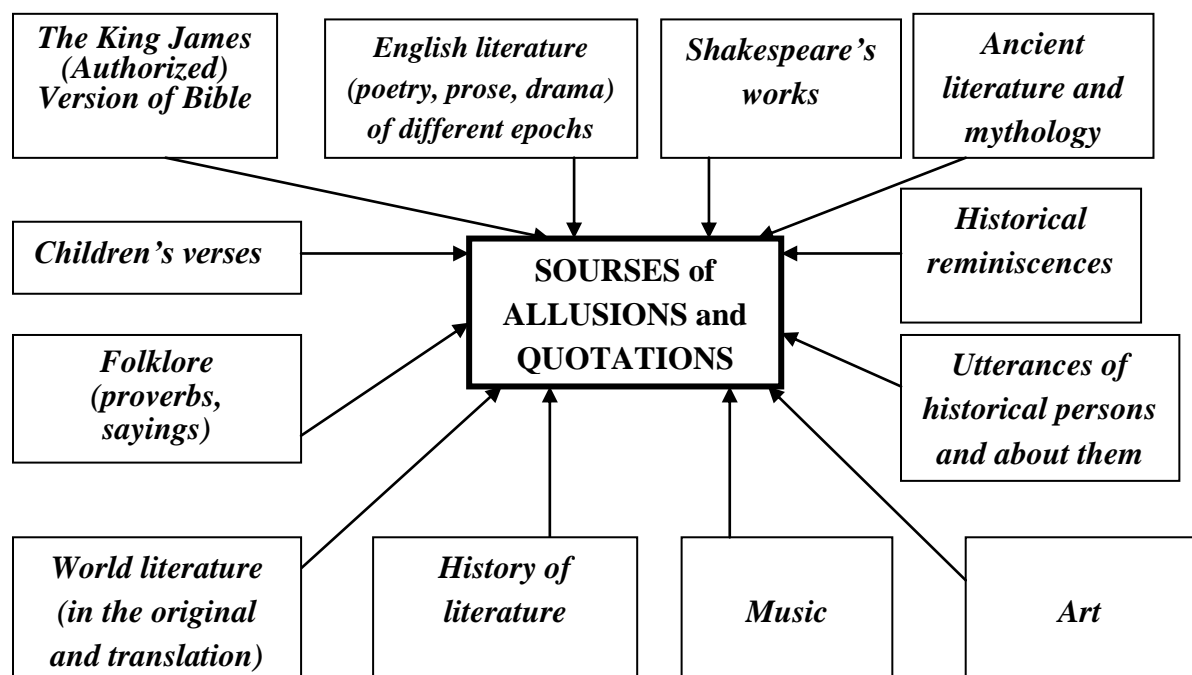 The King James
(Authorized)
Version of Bible
English literature
(poetry, prose, drama)
of different epochs
Shakespeare’s
works
Ancient
literature and
mythology
Children’s verses
SOURSES of
ALLUSIONS and
QUOTATIONS
Historical
reminiscences
Folklore
(proverbs,
sayings)
Utterances of
historical persons
and about them
World literature
(in the original
and translation)
History of
literature
Music
Art